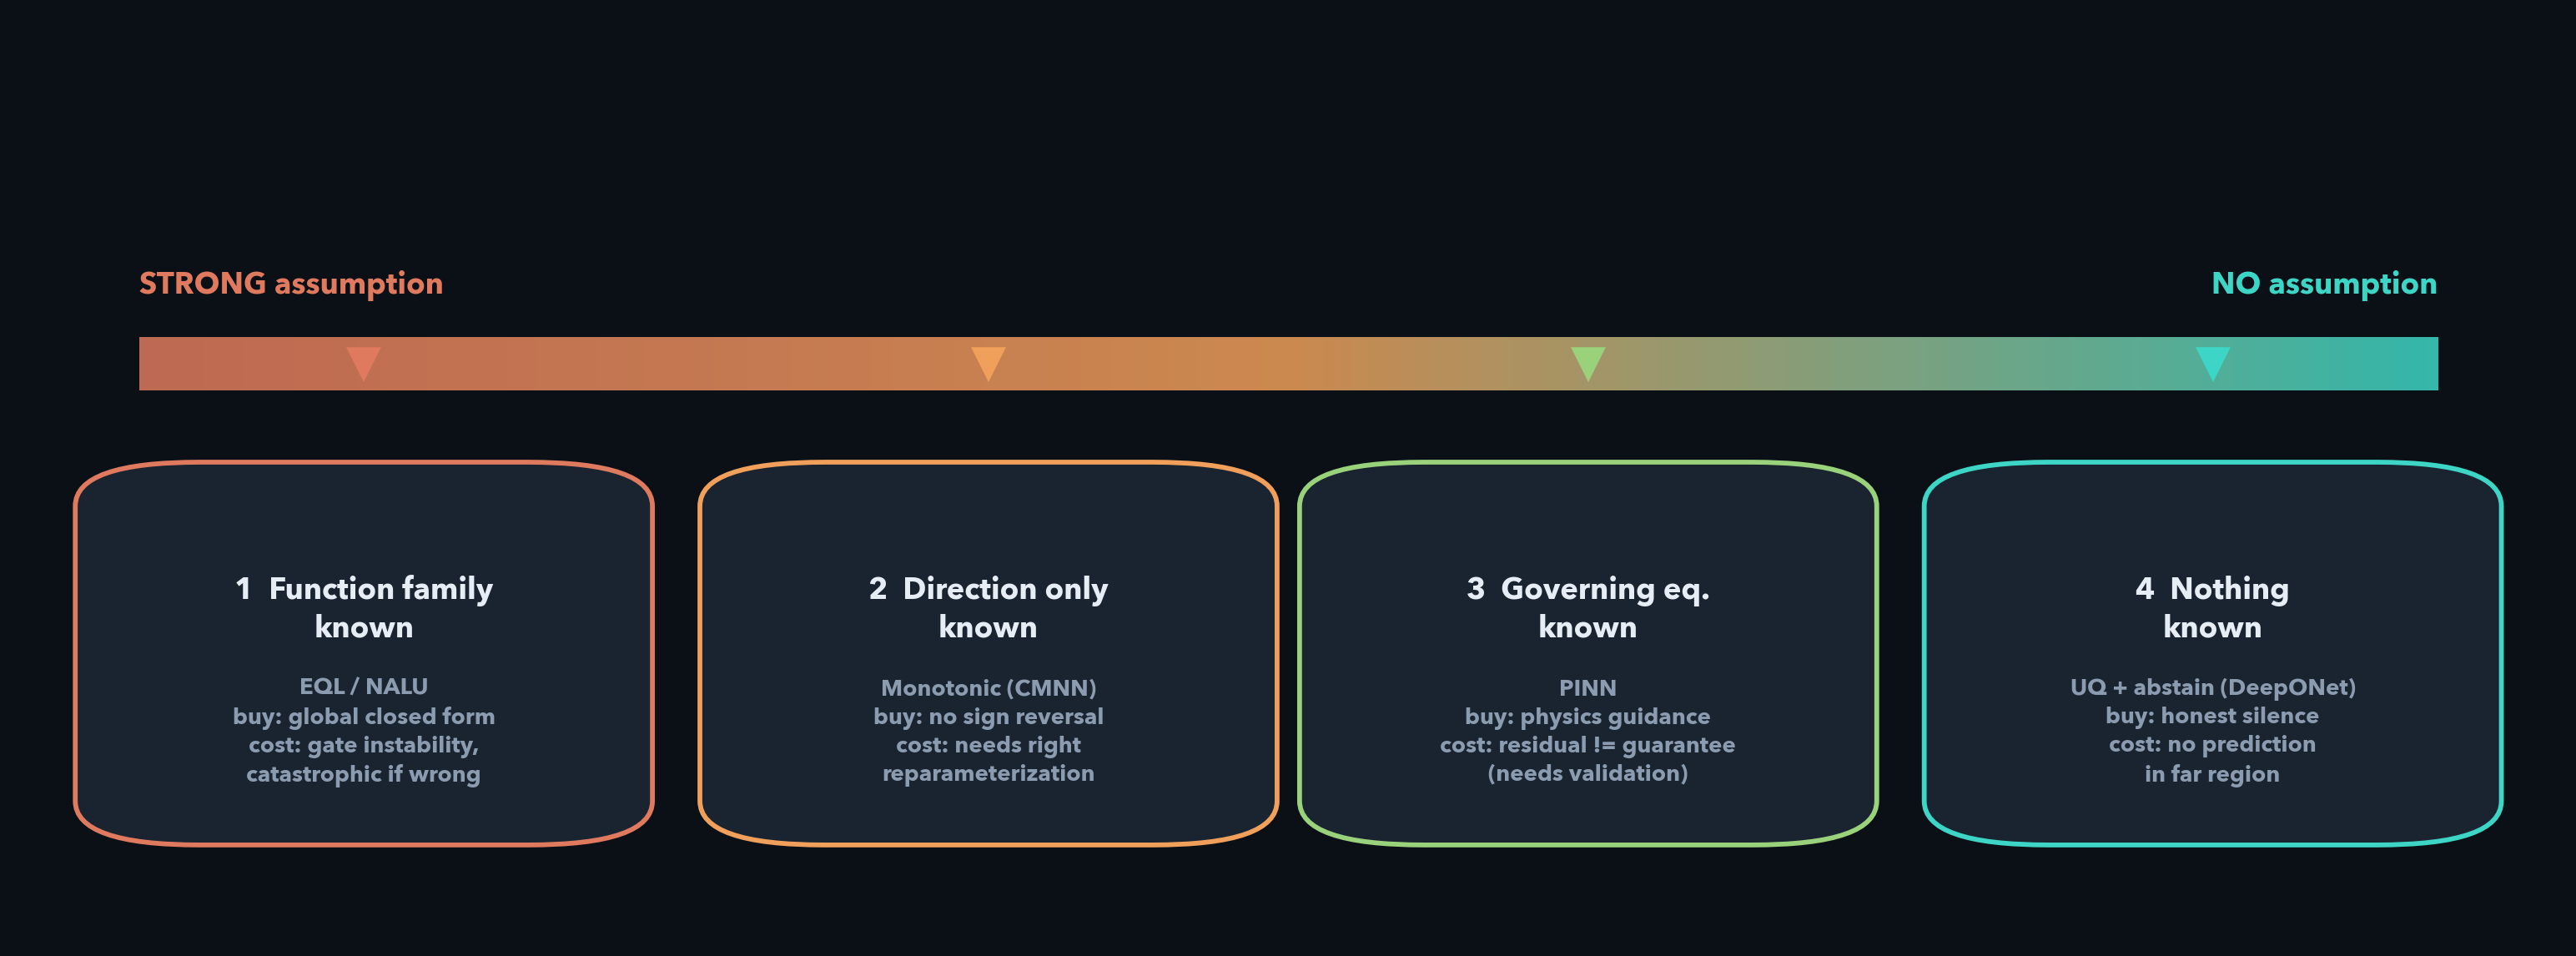 STRONG assumption
NO assumption
1 Function family
known
EQL / NALU
buy: global closed form
cost: gate instability,
catastrophic if wrong
2 Direction only
known
Monotonic (CMNN)
buy: no sign reversal
cost: needs right
reparameterization
3 Governing eq.
known
PINN
buy: physics guidance
cost: residual != guarantee
(needs validation)
4 Nothing
known
UQ + abstain (DeepONet)
buy: honest silence
cost: no prediction
in far region